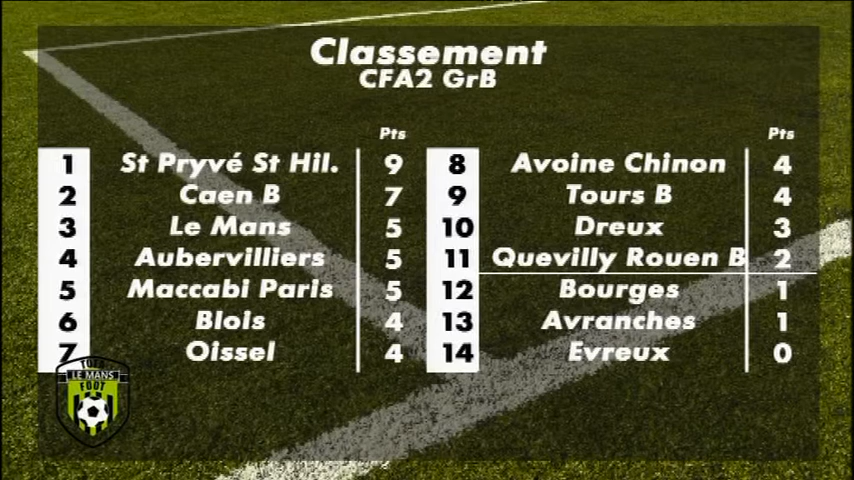 Classement
CFA2 GrB
Pts
1 St Pryvé St Hil. 9
2 Caen B 7
3 Le Mans 5
4 Aubervilliers 5
5 Maccabi Paris 5
6 Blois 4
7 Oissel 4
Pts
8 Avoine Chinon 4
9 Tours B 4
10 Dreux 3
11 Quevilly Rouen B 2
12 Bourges 1
13 Avranches 1
14 Evreux 0
LE MANS
FOOT